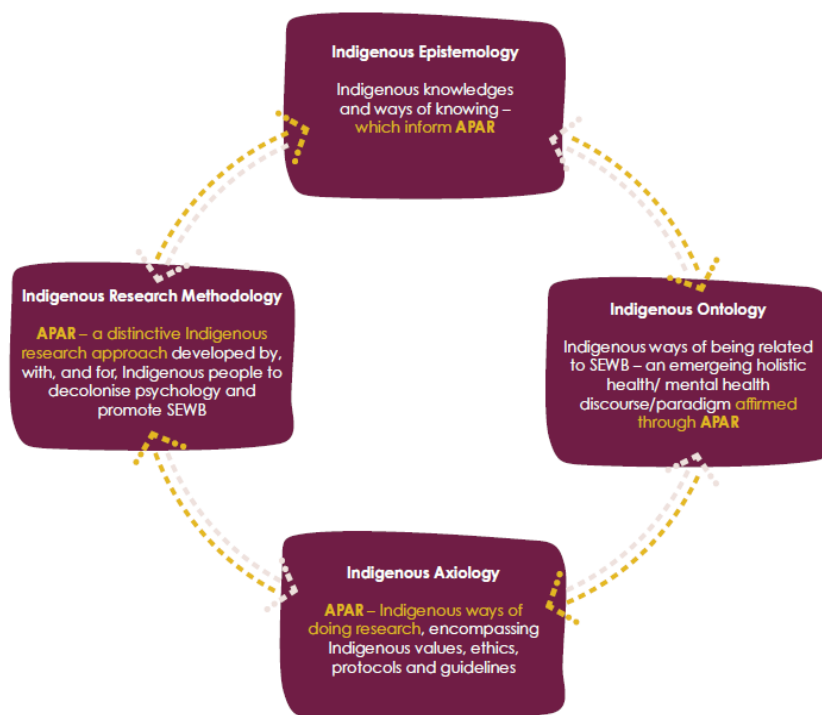 Indigenous Epistemology
Indigenous knowledges
and ways of knowing –
which inform APAR
Indigenous Research Methodology
APAR – a distinctive Indigenous
research approach developed by,
with, and for, Indigenous people to
decolonise psychology and
promote SEWB
Indigenous Ontology
Indigenous ways of being related
to SEWB – an emergeing holistic
health/ mental health
discourse/paradigm affirmed
through APAR
Indigenous Axiology
APAR – Indigenous ways of
doing research, encompassing
Indigenous values, ethics,
protocols and guidelines